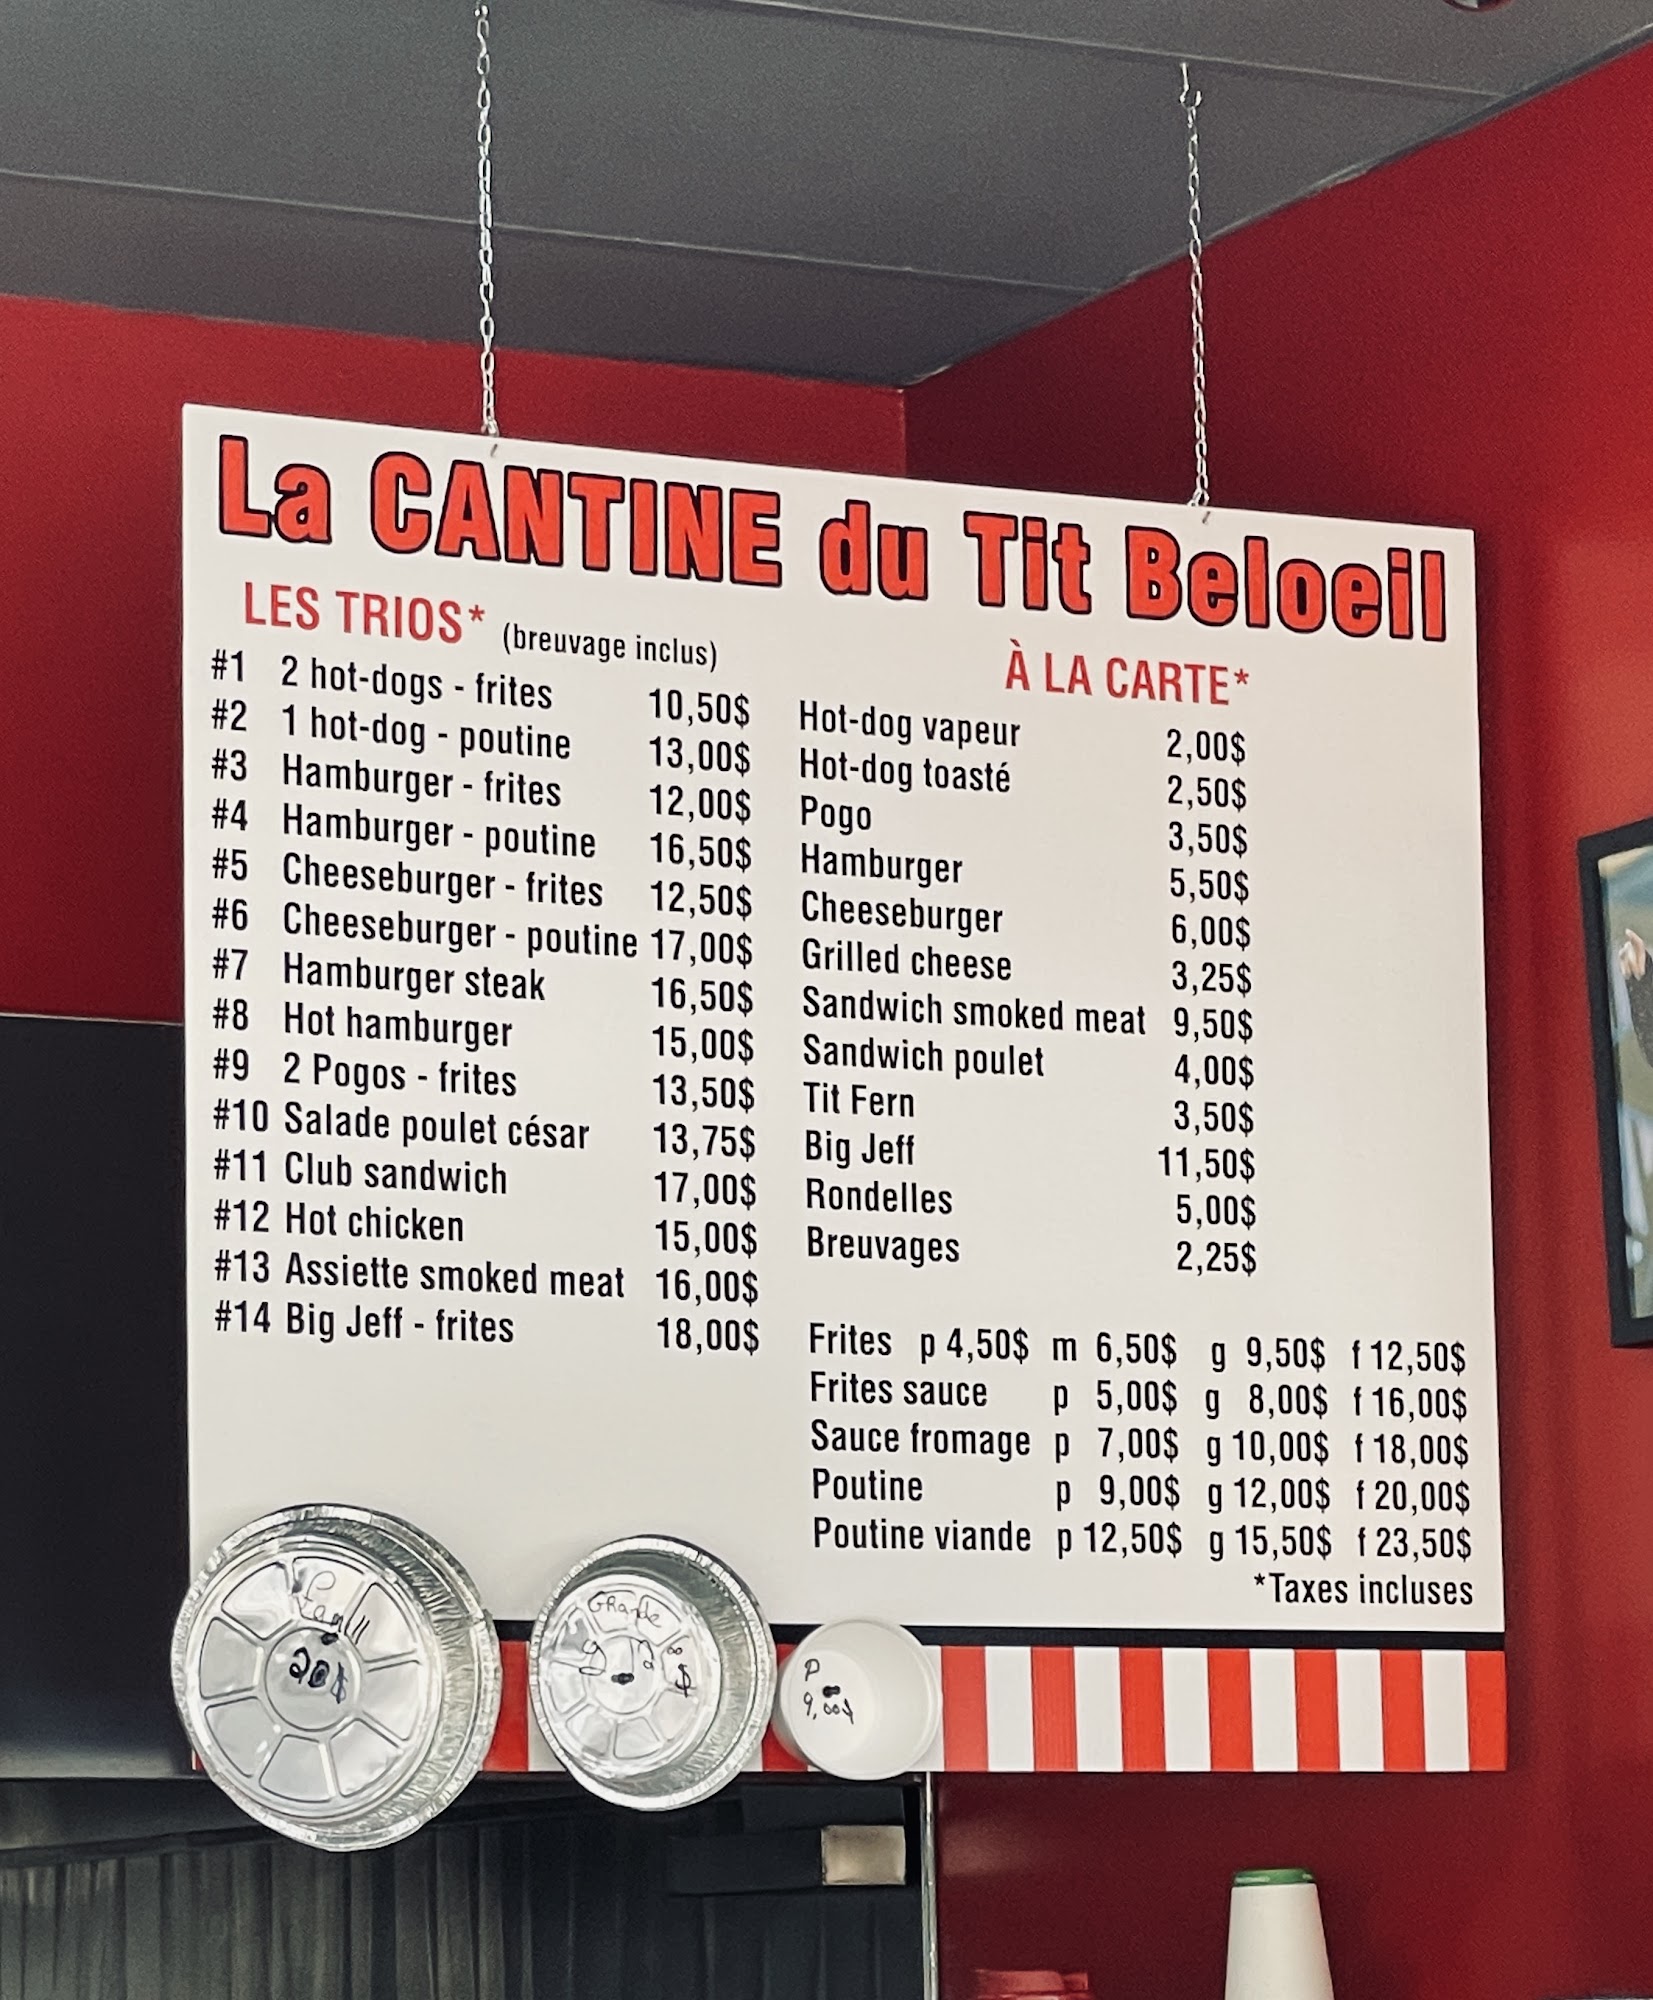 La CANTINE du Tit Beloeil
LES TRIOS* (breuvage inclus)
#1 2 hot-dogs - frites 10,50$
#2 1 hot-dog - poutine 13,00$
#3 Hamburger - frites 12,00$
#4 Hamburger - poutine 16,50$
#5 Cheeseburger - frites 12,50$
#6 Cheeseburger - poutine 17,00$
#7 Hamburger steak 16,50$
#8 Hot hamburger 15,00$
#9 2 Pogos - frites 13,50$
#10 Salade poulet césar 13,75$
#11 Club sandwich 17,00$
#12 Hot chicken 15,00$
#13 Assiette smoked meat 16,00$
#14 Big Jeff - frites 18,00$
À LA CARTE*
Hot-dog vapeur 2,00$
Hot-dog toasté 2,50$
Pogo 3,50$
Hamburger 5,50$
Cheeseburger 6,00$
Grilled cheese 3,25$
Sandwich smoked meat 9,50$
Sandwich poulet 4,00$
Tit Fern 3,50$
Big Jeff 11,50$
Rondelles 5,00$
Breuvages 2,25$
Frites p 4,50$ m 6,50$ g 9,50$ f 12,50$
Frites sauce p 5,00$ g 8,00$ f 16,00$
Sauce fromage p 7,00$ g 10,00$ f 18,00$
Poutine p 9,00$ g 12,00$ f 20,00$
Poutine viande p 12,50$ g 15,50$ f 23,50$
*Taxes incluses
20$
Grande
g 12 00 $
P
9,00$